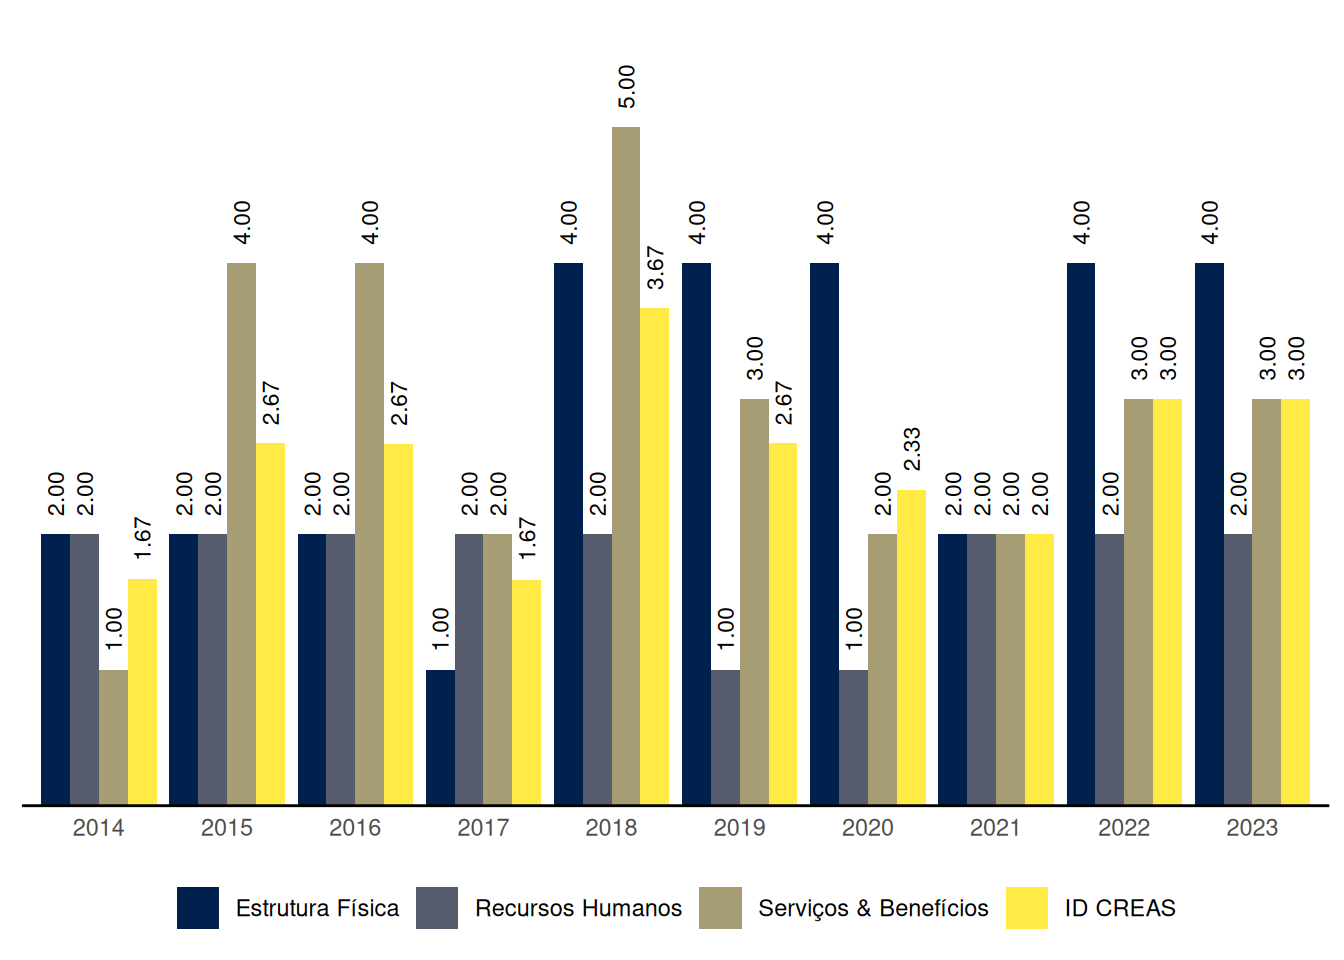 5.00
4.00 4.00 4.00 4.00 4.00 4.00 4.00
3.67
3.00 3.00 3.00 3.00 3.00
2.67 2.67 2.67
2.33
2.00 2.00 2.00 2.00 2.00 2.00 2.00 2.00 2.00 2.00 2.00 2.00 2.00 2.00 2.00 2.00
1.67 1.67
1.00 1.00 1.00 1.00
2014 2015 2016 2017 2018 2019 2020 2021 2022 2023
Estrutura Física Recursos Humanos Serviços & Benefícios ID CREAS